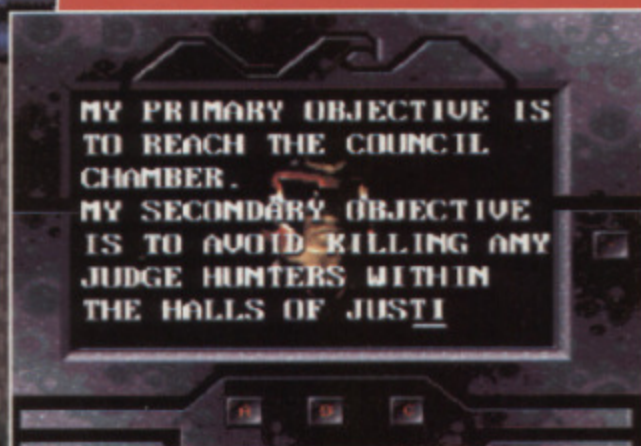 MY PRIMARY OBJECTIVE IS
TO REACH THE COUNCIL
CHAMBER.
MY SECONDARY OBJECTIVE
IS TO AVOID KILLING ANY
JUDGE HUNTERS WITHIN
THE HALLS OF JUSTI
A B C